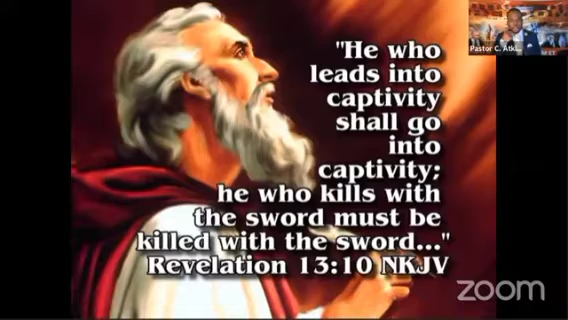 "He who
leads into
captivity
shall go
into
captivity;
he who kills with
the sword must be
killed with the sword..."
Revelation 13:10 NKJV
Pastor C. Atki...
zoom